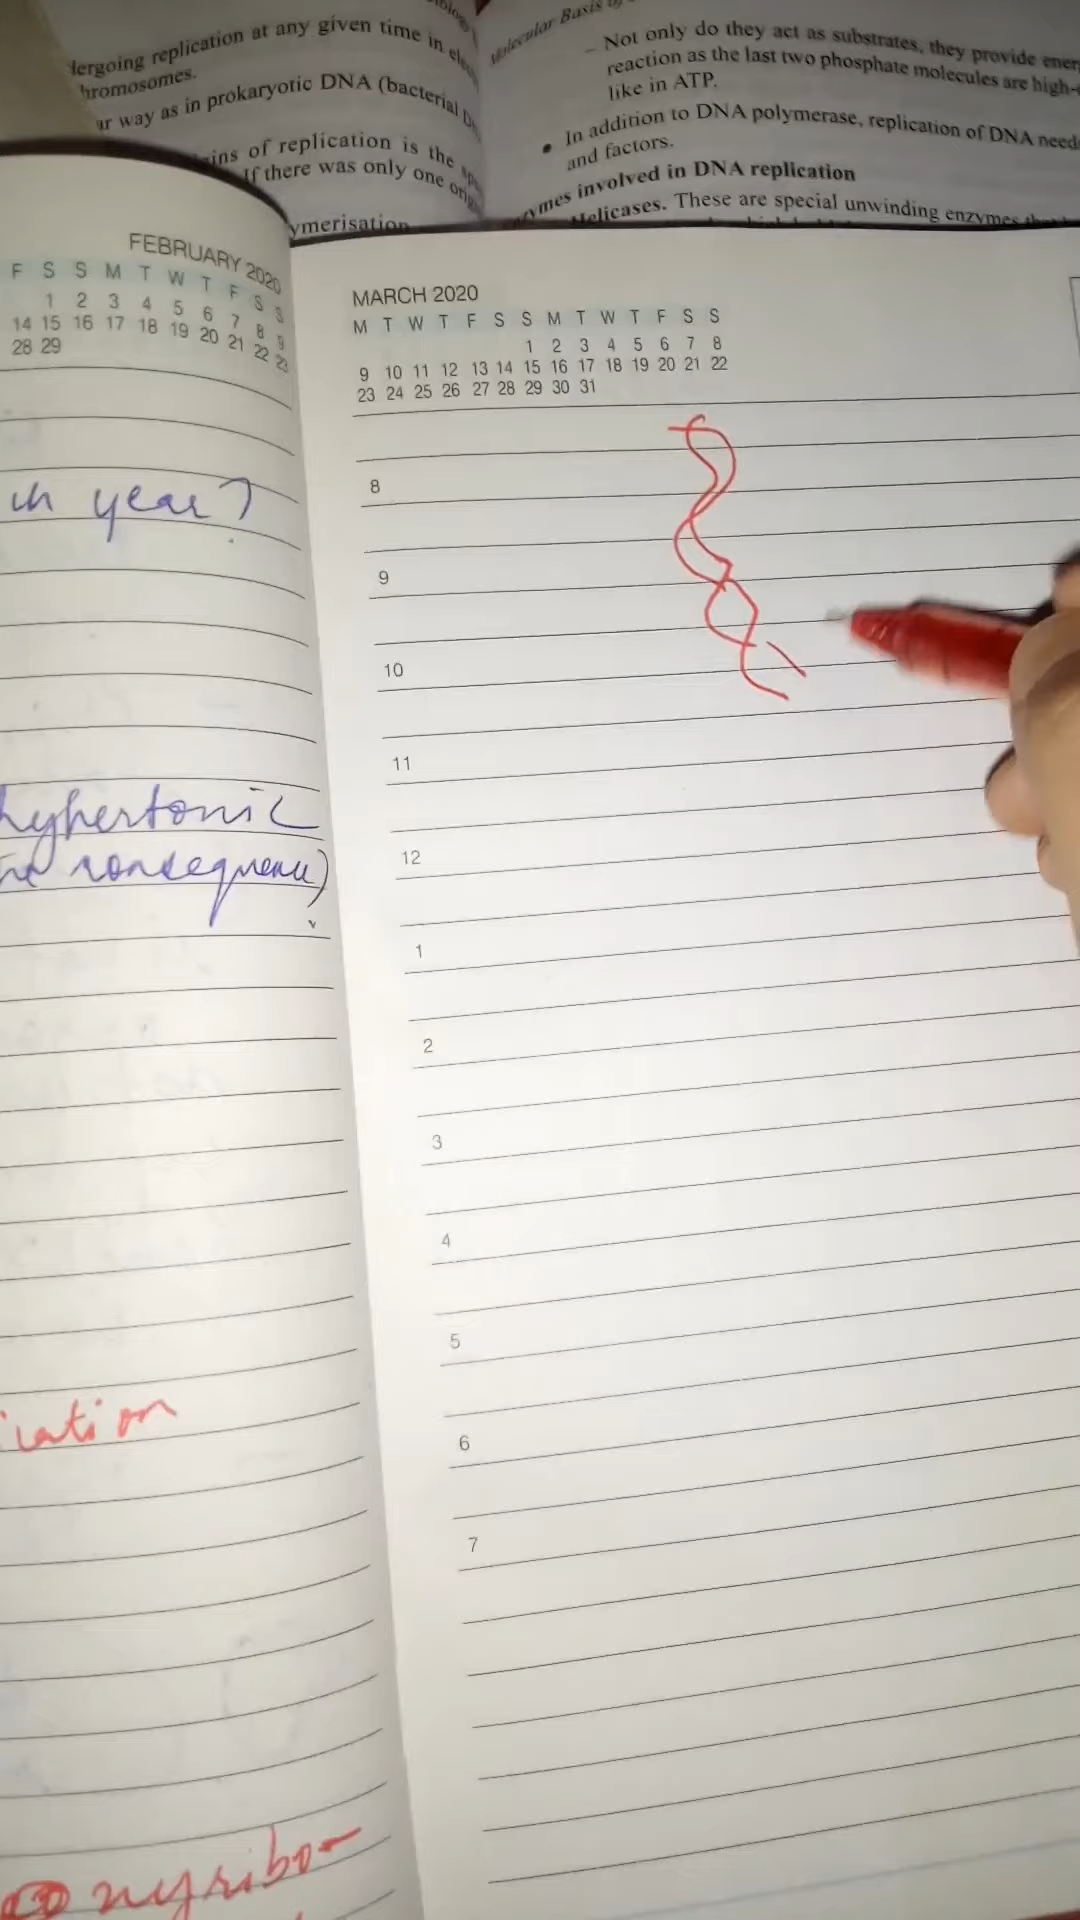 dergoing replication at any given time in
hromosomes.
ar way as in prokaryotic DNA (bacterial
ins of replication is the
If there was only one
ymerisation
Molecular Basis
– Not only do they act as substrates, they provide ener
reaction as the last two phosphate molecules are high-
like in ATP.
• In addition to DNA polymerase, replication of DNA need
and factors.
ymes involved in DNA replication
Helicases. These are special unwinding enzymes
FEBRUARY 2020
F S S M T W T F S S
1 2 3 4 5 6 7 8 9
14 15 16 17 18 19 20 21 22 23
28 29
in year?
hypertonic
consequence)
ication
oxyribo-
MARCH 2020
M T W T F S S M T W T F S S
1 2 3 4 5 6 7 8
9 10 11 12 13 14 15 16 17 18 19 20 21 22
23 24 25 26 27 28 29 30 31
8
9
10
11
12
1
2
3
4
5
6
7